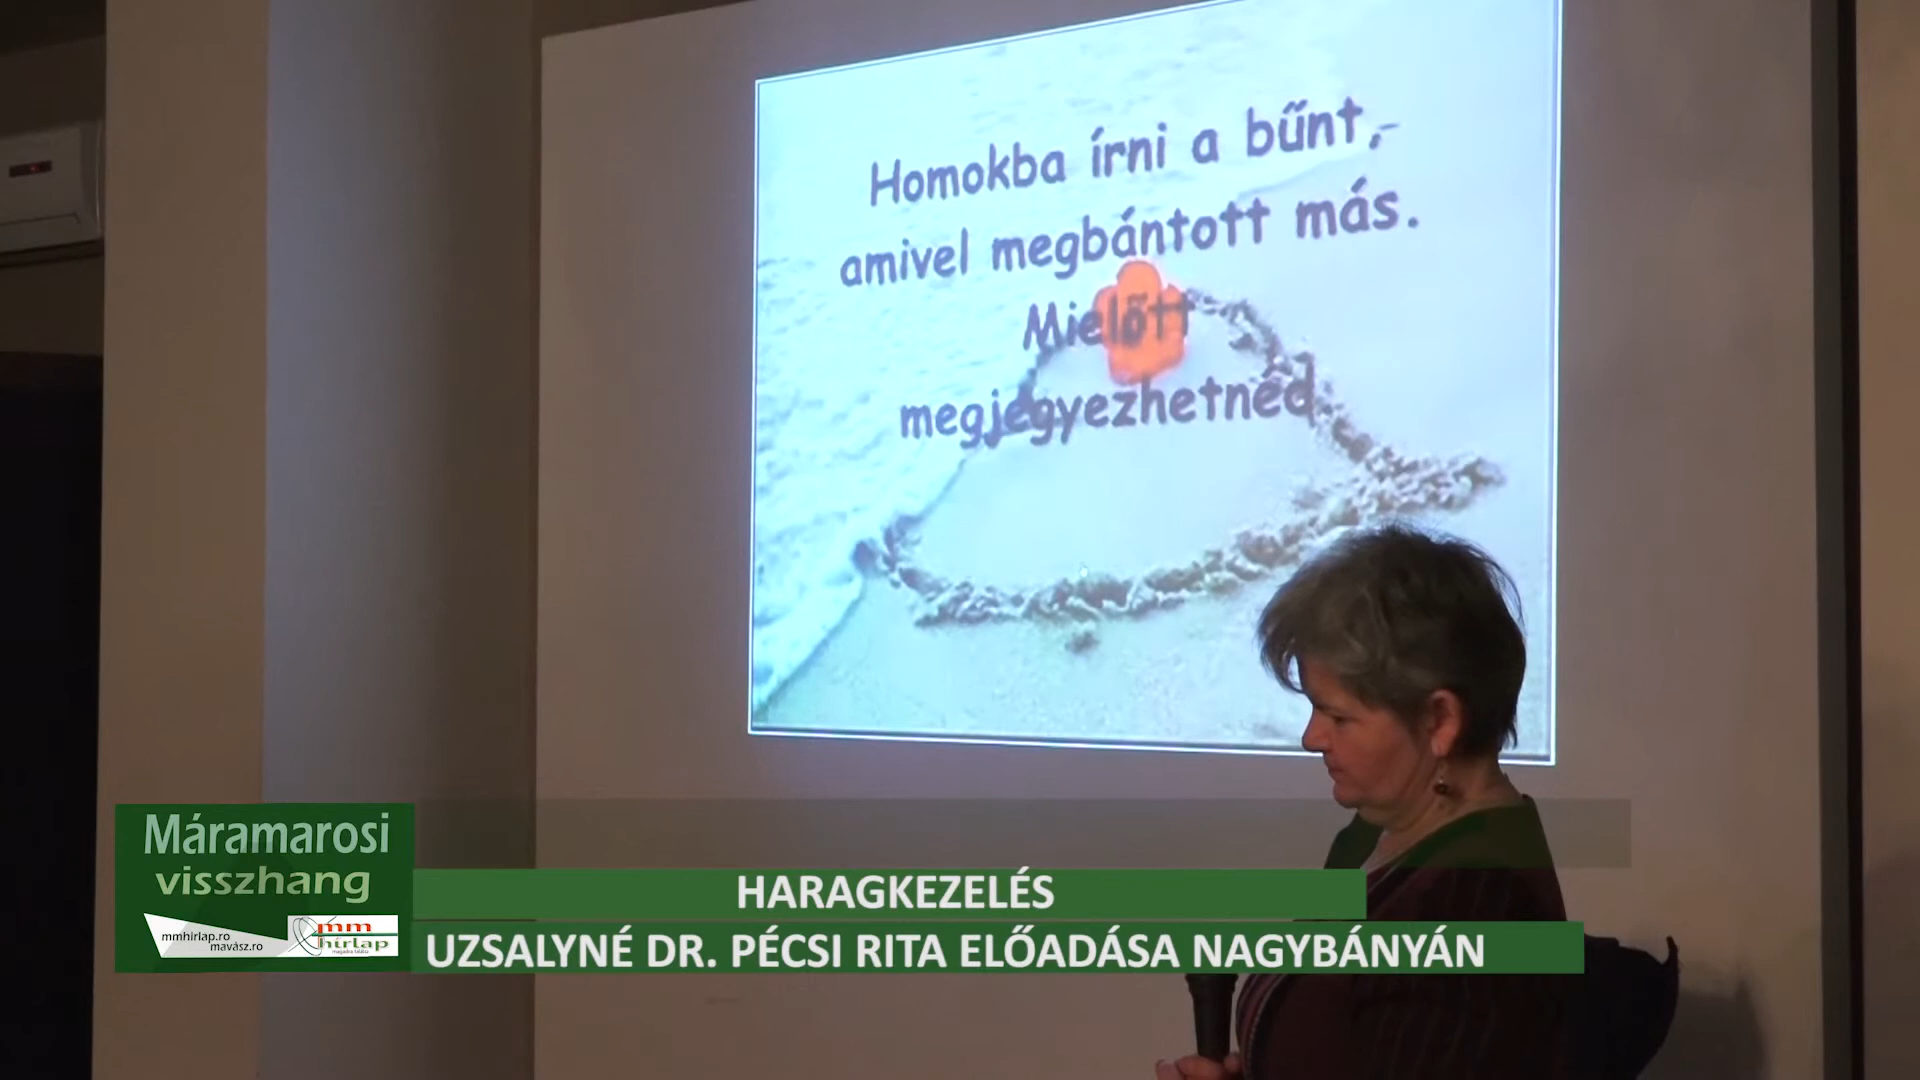 Homokba írni a bűnt,-
amivel megbántott más.
Mielőtt
megjegyezhetnéd.
Máramarosi
visszhang
mmhirlap.ro
mavász.ro
mm
hírlap
HARAGKEZELÉS
UZSALYNÉ DR. PÉCSI RITA ELŐADÁSA NAGYBÁNYÁN